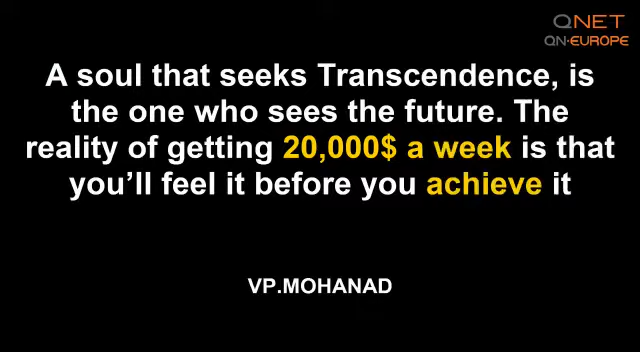 QNET
QN·EUROPE
A soul that seeks Transcendence, is
the one who sees the future. The
reality of getting 20,000$ a week is that
you'll feel it before you achieve it
VP.MOHANAD